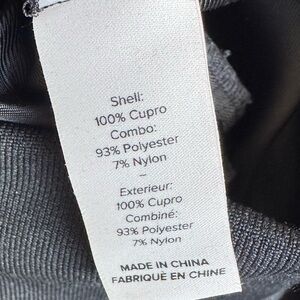 Shell:
100% Cupro
Combo:
93% Polyester
7% Nylon
–
Exterieur:
100% Cupro
Combiné:
93% Polyester
7% Nylon
MADE IN CHINA
FABRIQUÉ EN CHINE